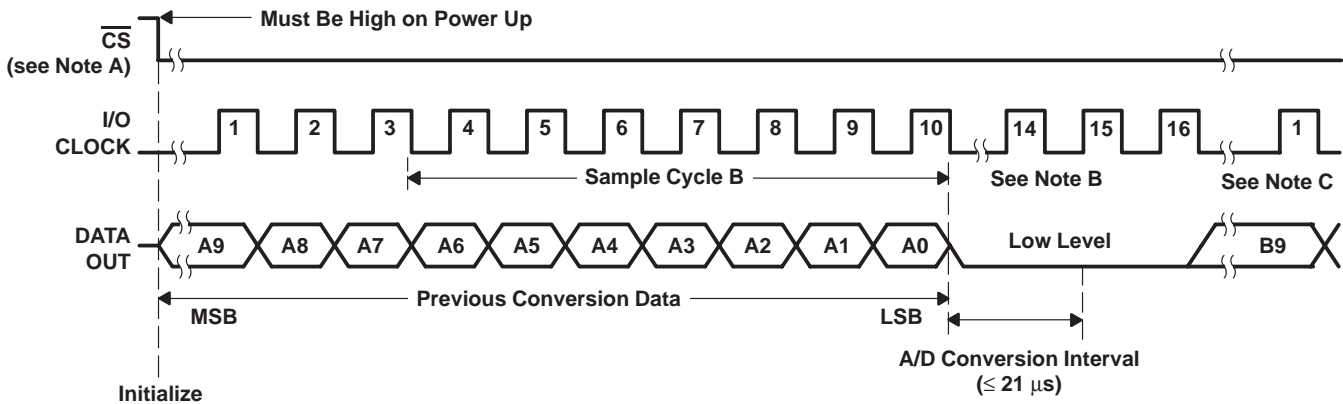 Must Be High on Power Up
CS
(see Note A)
I/O
CLOCK
1 2 3 4 5 6 7 8 9 10 14 15 16 1
Sample Cycle B
See Note B
See Note C
DATA
OUT
A9 A8 A7 A6 A5 A4 A3 A2 A1 A0 Low Level B9
Previous Conversion Data
MSB
LSB
A/D Conversion Interval
(≤ 21 μs)
Initialize